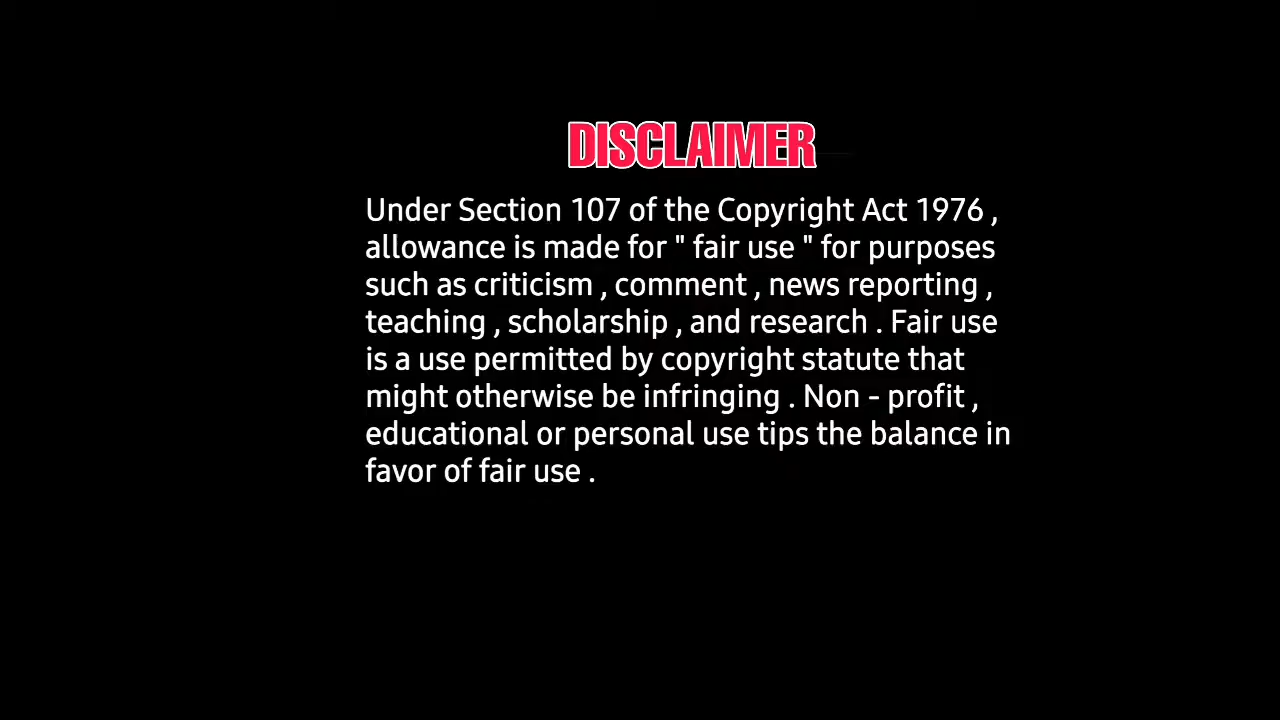 DISCLAIMER
Under Section 107 of the Copyright Act 1976 ,
allowance is made for " fair use " for purposes
such as criticism , comment , news reporting ,
teaching , scholarship , and research . Fair use
is a use permitted by copyright statute that
might otherwise be infringing . Non - profit ,
educational or personal use tips the balance in
favor of fair use .